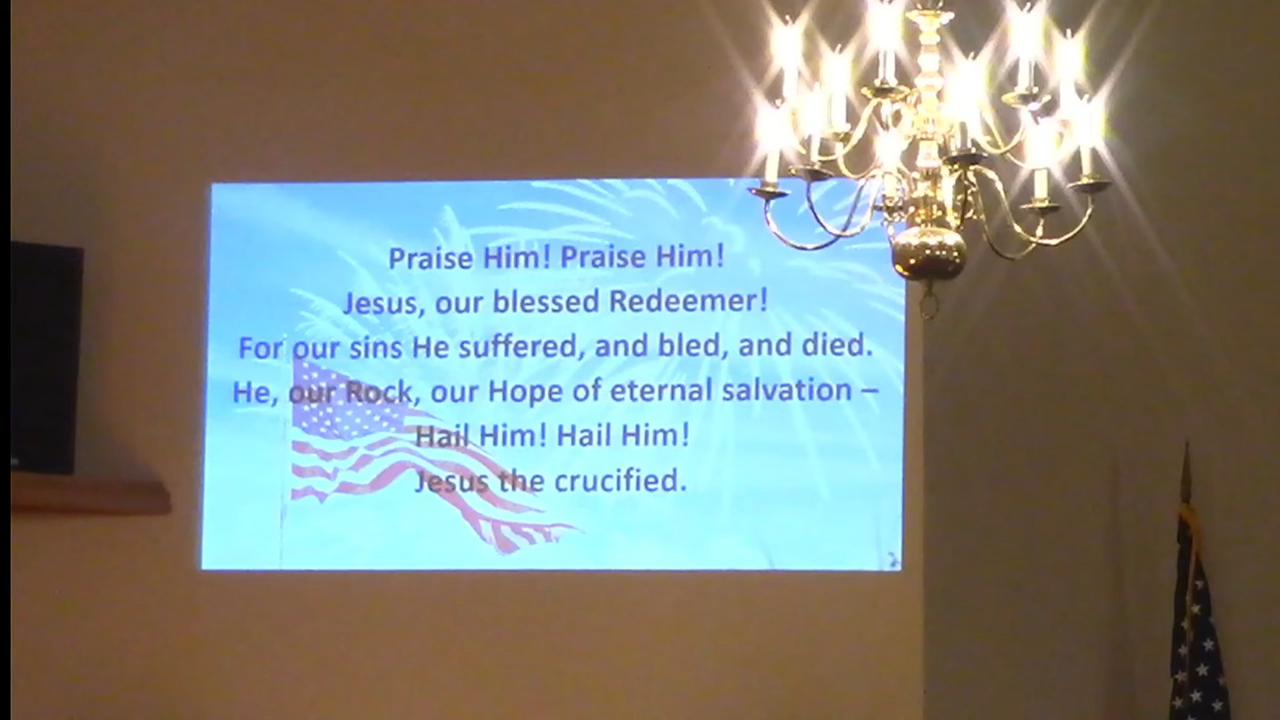 Praise Him! Praise Him!
Jesus, our blessed Redeemer!
For our sins He suffered, and bled, and died.
He, our Rock, our Hope of eternal salvation –
Hail Him! Hail Him!
Jesus the crucified.